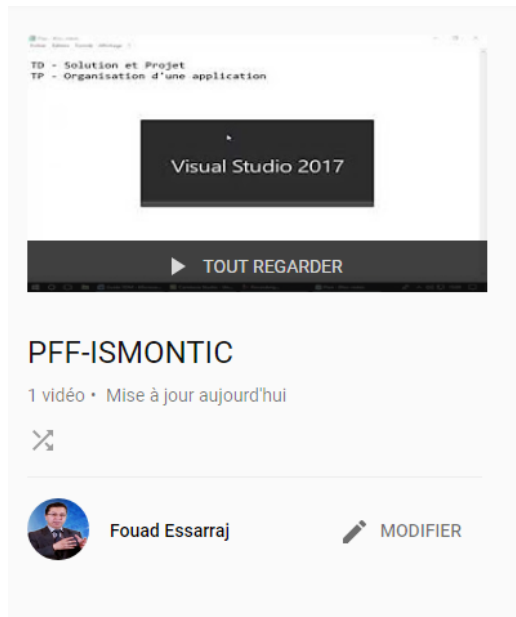 TD - Solution et Projet
TP - Organisation d'une application
Visual Studio 2017
TOUT REGARDER
PFF-ISMONTIC
1 vidéo • Mise à jour aujourd'hui
Fouad Essarraj
MODIFIER